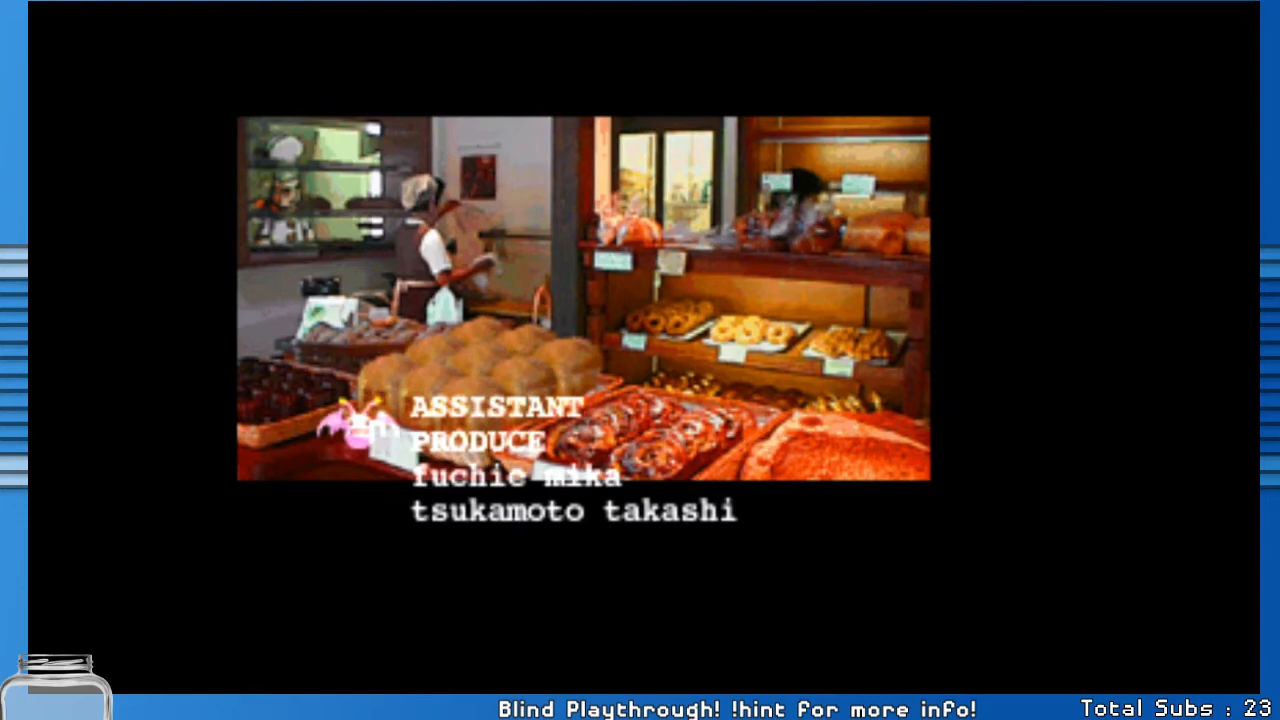 ASSISTANT
PRODUCE
fuchie mika
tsukamoto takashi
Blind Playthrough! !hint for more info!
Total Subs : 23